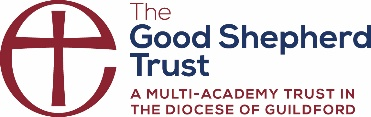 The
Good Shepherd
Trust
A MULTI-ACADEMY TRUST IN
THE DIOCESE OF GUILDFORD